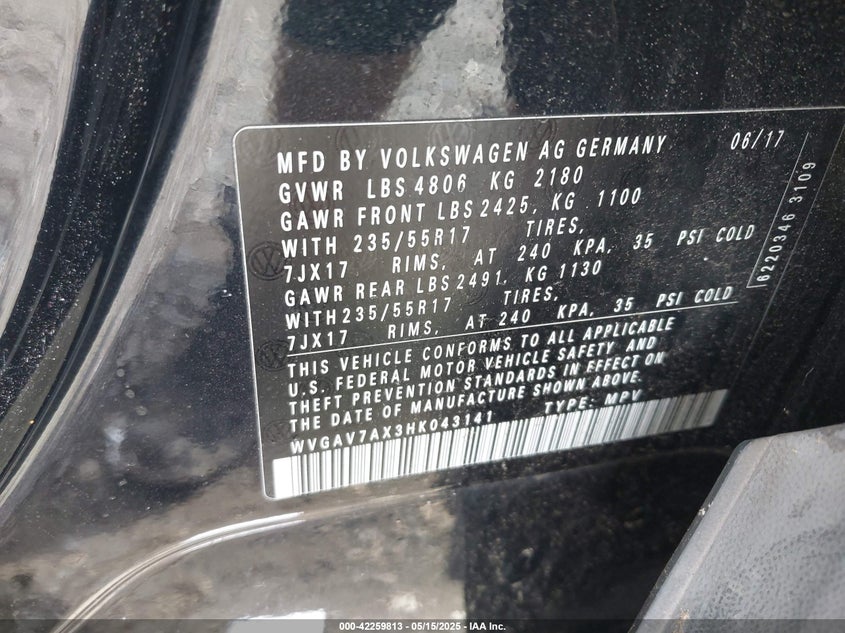 MFD BY VOLKSWAGEN AG GERMANY 06/17
GVWR LBS 4806 KG 2180
GAWR FRONT LBS 2425, KG 1100
WITH 235/55R17 TIRES,
7JX17 RIMS, AT 240 KPA, 35 PSI COLD
GAWR REAR LBS 2491, KG 1130
WITH 235/55R17 TIRES,
7JX17 RIMS, AT 240 KPA, 35 PSI COLD
THIS VEHICLE CONFORMS TO ALL APPLICABLE
U.S. FEDERAL MOTOR VEHICLE SAFETY AND
THEFT PREVENTION STANDARDS IN EFFECT ON
THE DATE OF MANUFACTURE SHOWN ABOVE.
WVGAV7AX3HK043141 TYPE: MPV
6220346 3109
000-42259813 - 05/15/2025 - IAA Inc.